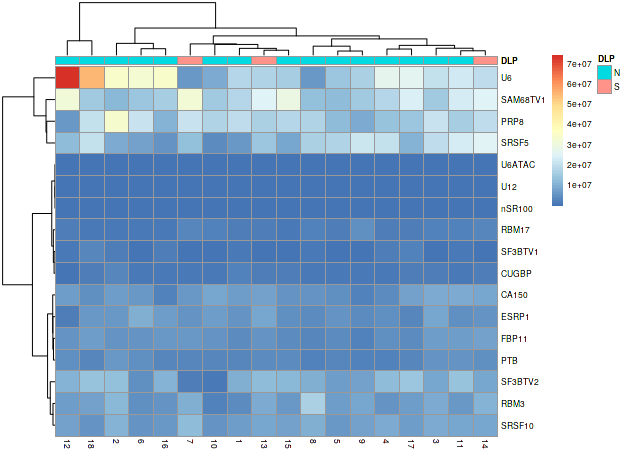 DLP
DLP
N
S
7e+07
6e+07
5e+07
4e+07
3e+07
2e+07
1e+07
U6
SAM68TV1
PRP8
SRSF5
U6ATAC
U12
nSR100
RBM17
SF3BTV1
CUGBP
CA150
ESRP1
FBP11
PTB
SF3BTV2
RBM3
SRSF10
12 18 2 6 16 7 10 1 13 15 8 5 9 4 17 3 11 14